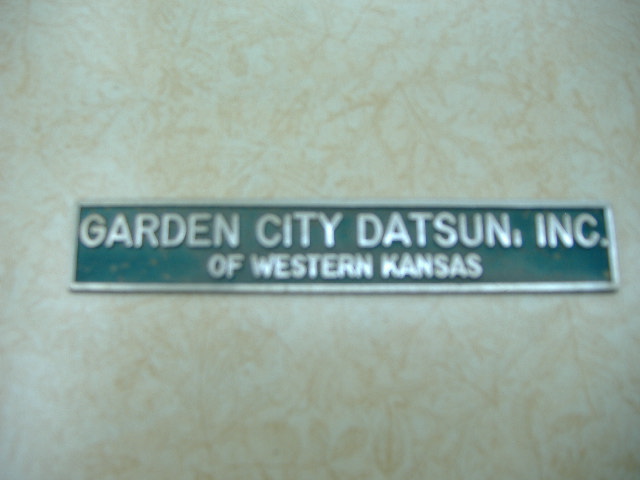 GARDEN CITY DATSUN, INC.
OF WESTERN KANSAS